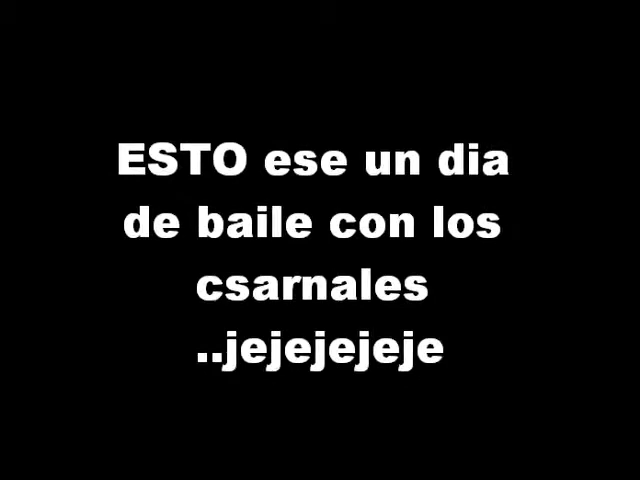 ESTO ese un dia
de baile con los
csarnales
..jejejejeje